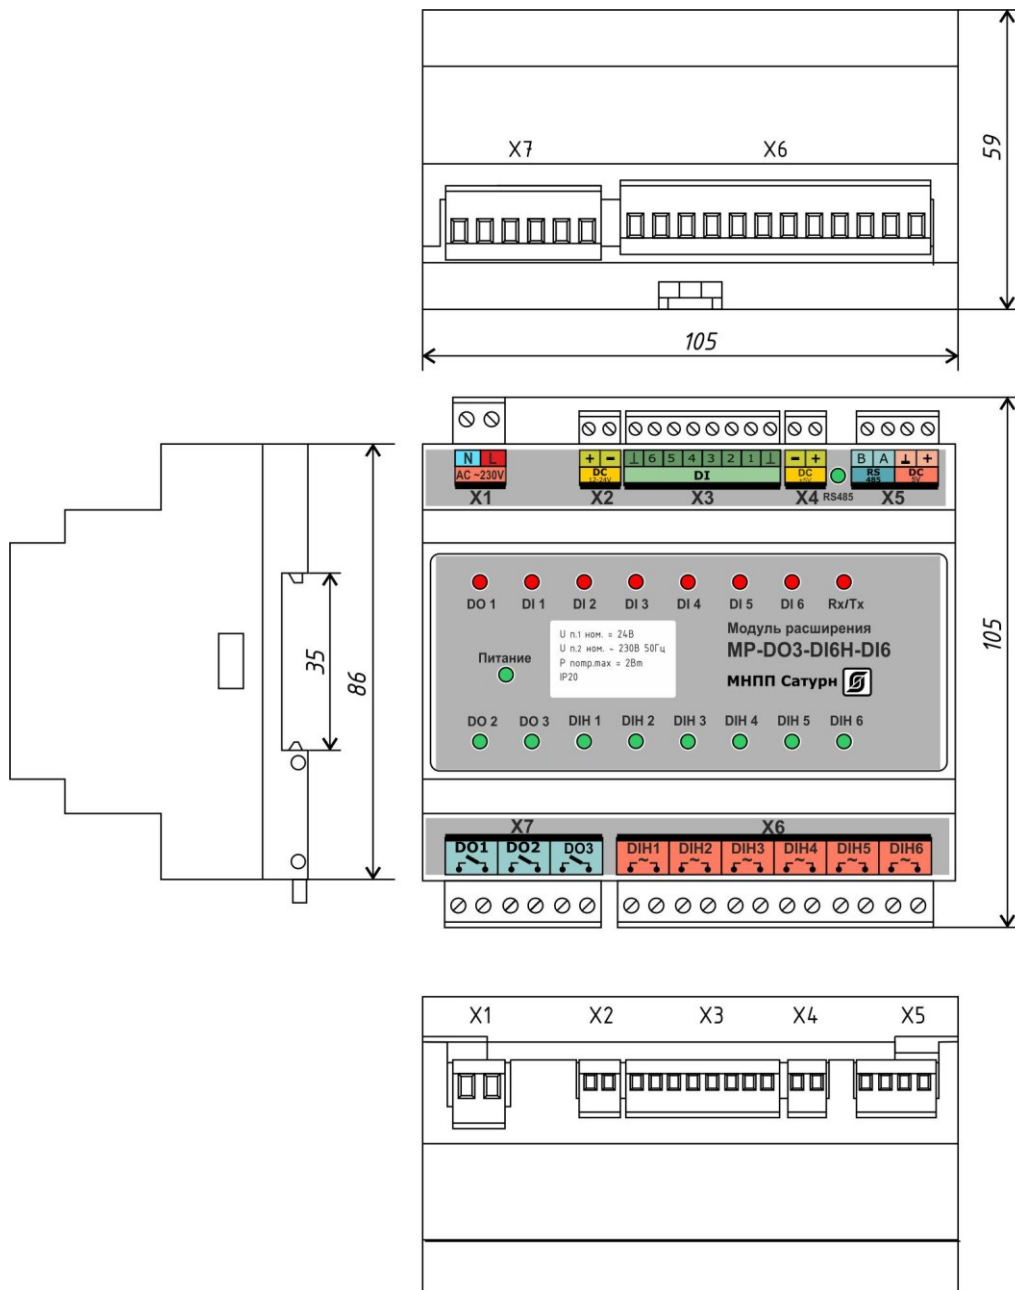 X7 X6
59
105
N L + - ⊥ 6 5 4 3 2 1 ⊥ - + B A ⊥ +
AC ~230V DC 12-24V DI DC +5V RS 485 DC 5V
X1 X2 X3 X4 RS485 X5
DO 1 DI 1 DI 2 DI 3 DI 4 DI 5 DI 6 Rx/Tx
U п.1 ном. = 24В
U п.2 ном. ~ 230В 50Гц
P потр.max = 2Вт
IP20
Питание
Модуль расширения
МР-DO3-DI6H-DI6
МНПП Сатурн
DO 2 DO 3 DIH 1 DIH 2 DIH 3 DIH 4 DIH 5 DIH 6
35
86
105
X7 X6
DO1 DO2 DO3 DIH1 DIH2 DIH3 DIH4 DIH5 DIH6
~ ~ ~ ~ ~ ~
X1 X2 X3 X4 X5